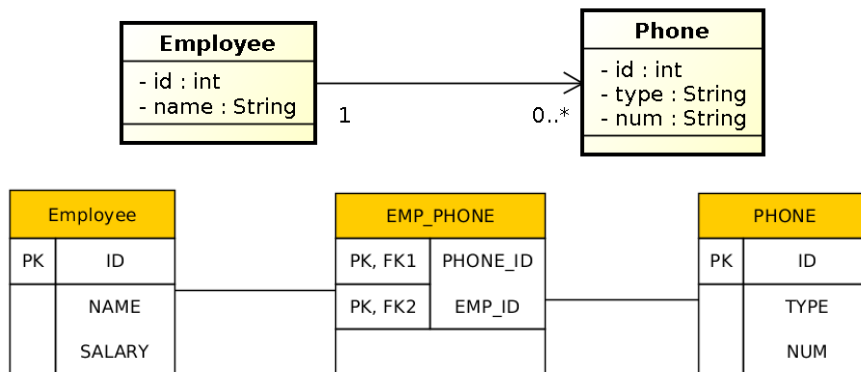 Employee
- id : int
- name : String
1
0..*
Phone
- id : int
- type : String
- num : String
Employee
PK ID
NAME
SALARY
EMP_PHONE
PK, FK1 PHONE_ID
PK, FK2 EMP_ID
PHONE
PK ID
TYPE
NUM